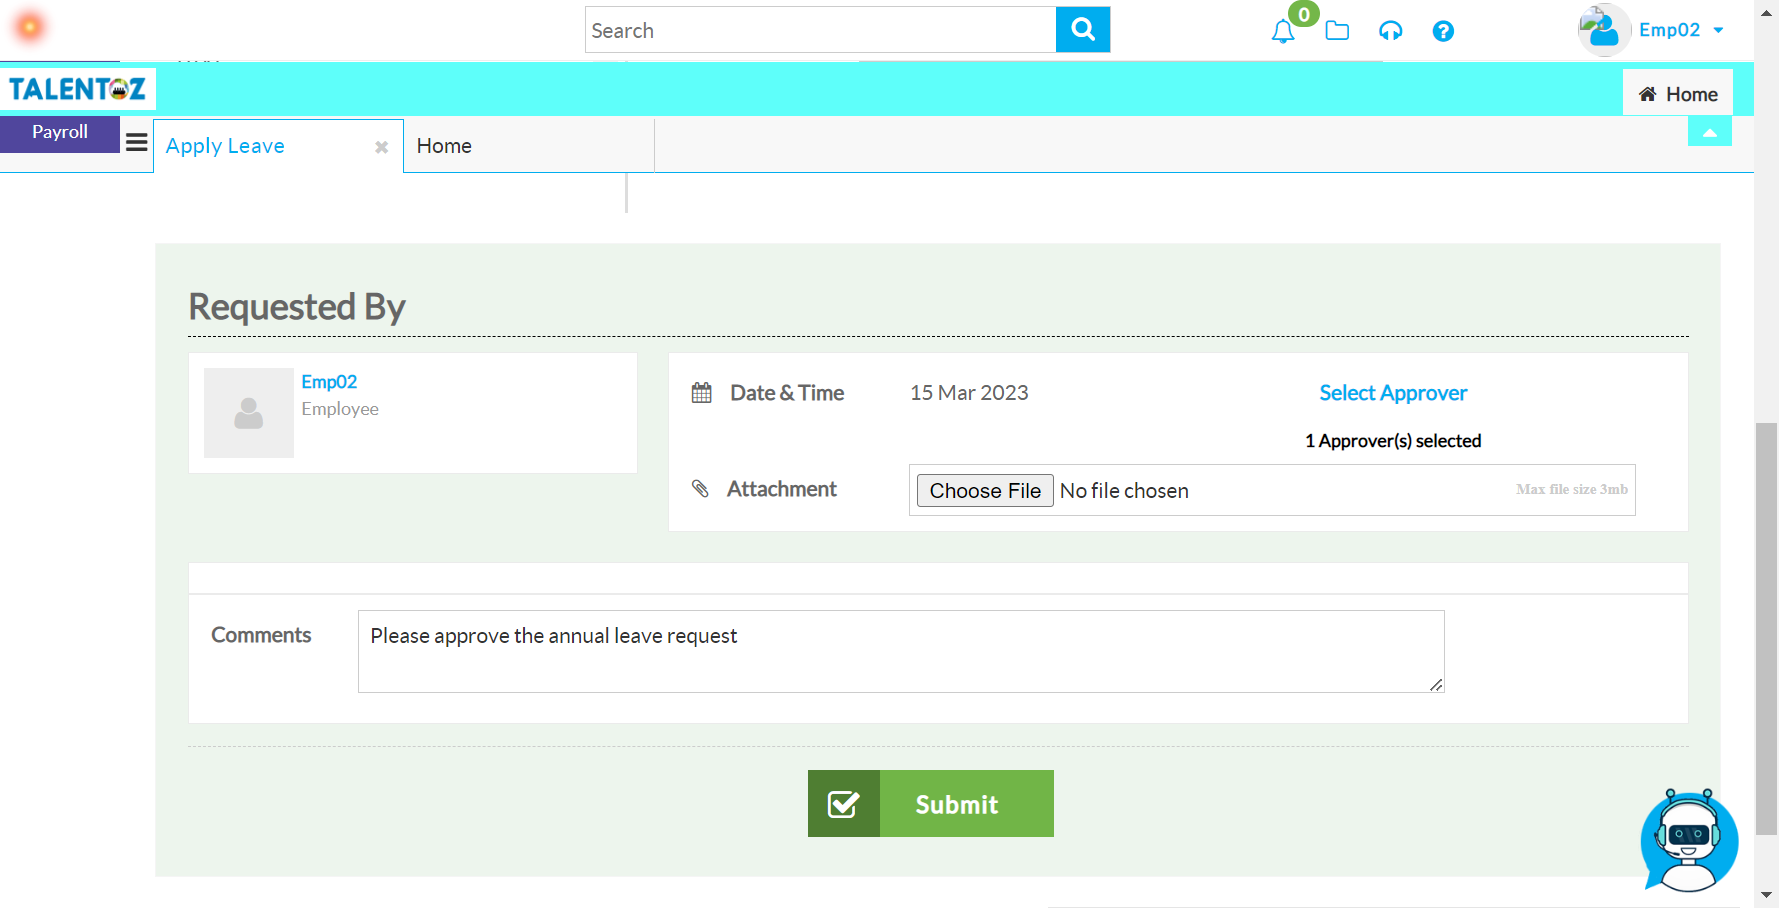 Search
0
Emp02
TALENTOZ
Home
Payroll
Apply Leave
Home
Requested By
Emp02
Employee
Date & Time
15 Mar 2023
Select Approver
1 Approver(s) selected
Attachment
Choose File No file chosen
Max file size 3mb
Comments
Please approve the annual leave request
Submit